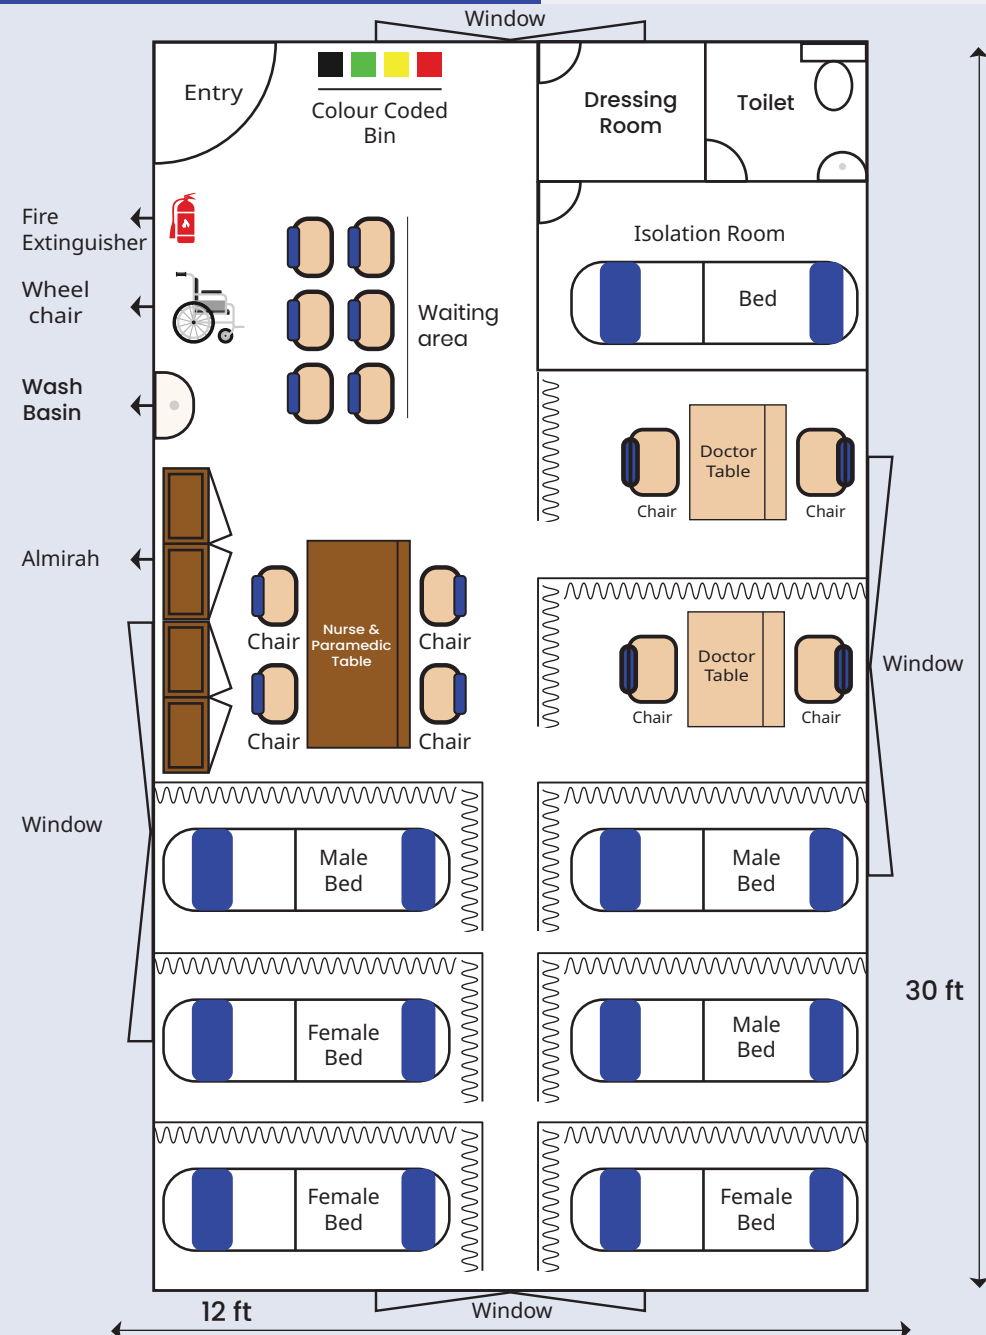 Window
Entry
Colour Coded
Bin
Dressing
Room
Toilet
Fire
Extinguisher
Isolation Room
Wheel
chair
Bed
Waiting
area
Wash
Basin
Doctor
Table
Chair
Chair
Almirah
Chair
Chair
Nurse &
Paramedic
Table
Chair
Chair
Doctor
Table
Chair
Chair
Window
Window
Male
Bed
Male
Bed
Female
Bed
Male
Bed
30 ft
Female
Bed
Female
Bed
12 ft
Window